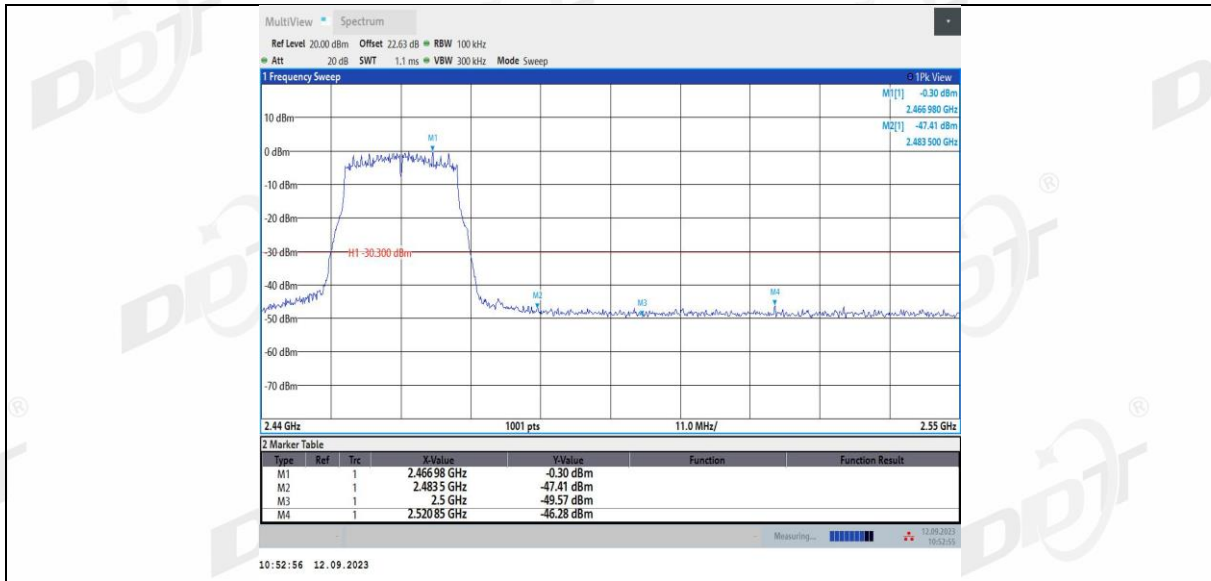 MultiView Spectrum
Ref Level 20.00 dBm Offset 22.63 dB RBW 100 kHz
Att 20 dB SWT 1.1 ms VBW 300 kHz Mode Sweep
1 Frequency Sweep 1Pk View
M1[1] -0.30 dBm
2.466 980 GHz
M2[1] -47.41 dBm
2.483 500 GHz
10 dBm
M1
0 dBm
-10 dBm
-20 dBm
-30 dBm
H1 -30.300 dBm
-40 dBm
M2 M3 M4
-50 dBm
-60 dBm
-70 dBm
2.44 GHz 1001 pts 11.0 MHz/ 2.55 GHz
2 Marker Table
Type Ref Trc X-Value Y-Value Function Function Result
M1 1 2.466 98 GHz -0.30 dBm
M2 1 2.483 5 GHz -47.41 dBm
M3 1 2.5 GHz -49.57 dBm
M4 1 2.520 85 GHz -46.28 dBm
Measuring... 12.09.2023
10:52:55
10:52:56 12.09.2023
DDT
®